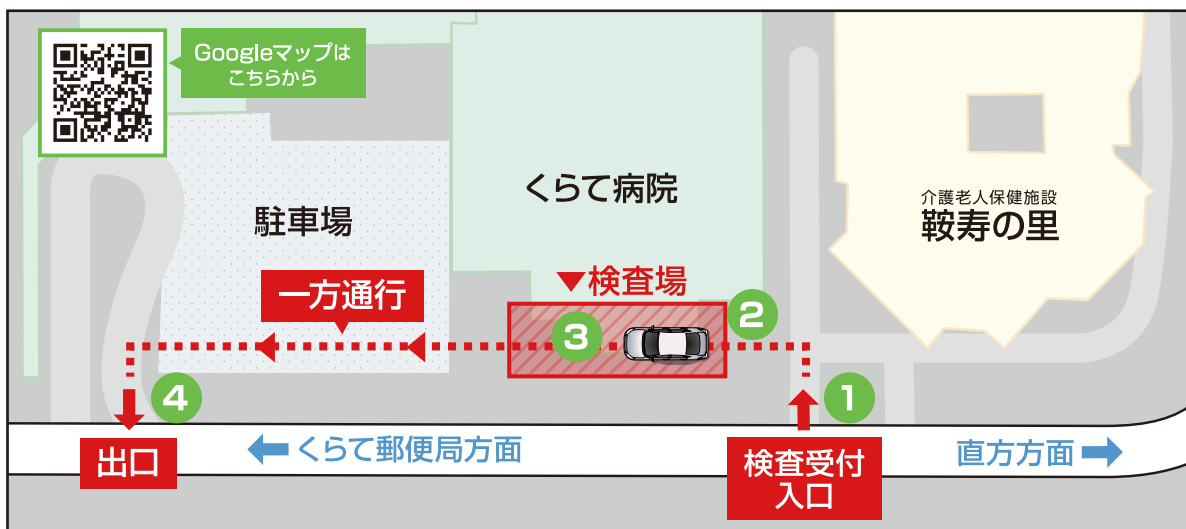 Googleマップは
こちらから
くらて病院
介護老人保健施設
鞍寿の里
駐車場
一方通行
▼検査場
2
3
4
1
出口
←くらて郵便局方面
検査受付
入口
直方方面→